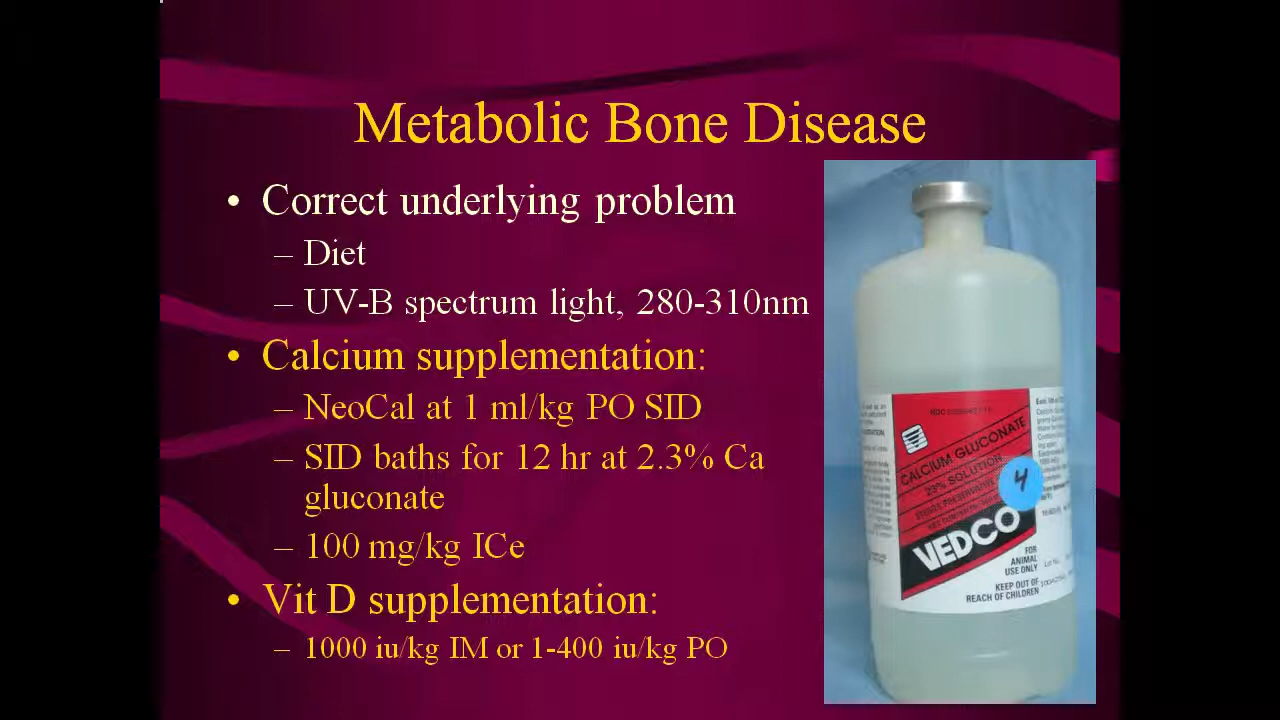 Metabolic Bone Disease
• Correct underlying problem
– Diet
– UV-B spectrum light, 280-310nm
• Calcium supplementation:
– NeoCal at 1 ml/kg PO SID
– SID baths for 12 hr at 2.3% Ca
gluconate
– 100 mg/kg ICe
• Vit D supplementation:
– 1000 iu/kg IM or 1-400 iu/kg PO
CALCIUM GLUCONATE
23% SOLUTION
4
VEDCO
FOR
ANIMAL
USE ONLY
KEEP OUT OF
REACH OF CHILDREN